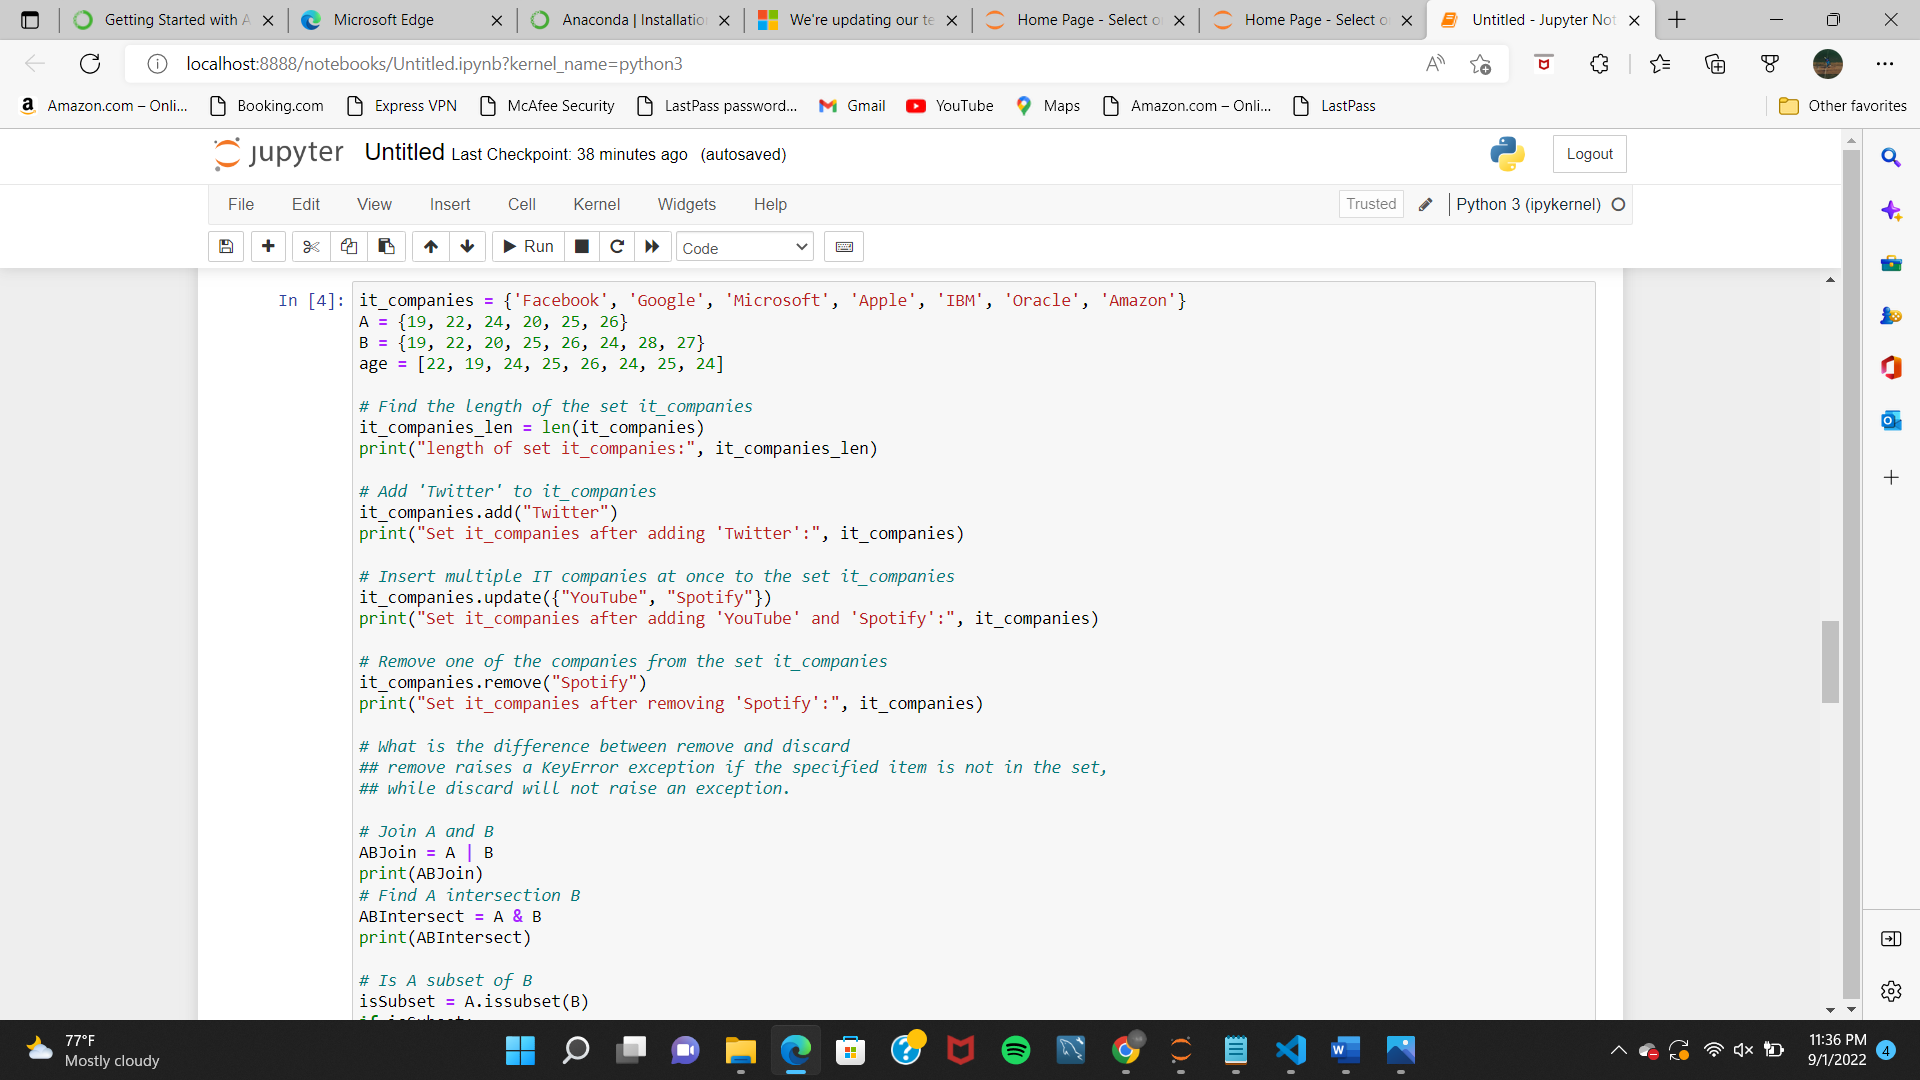 Getting Started with A
Microsoft Edge
Anaconda | Installatio
We're updating our te
Home Page - Select o
Home Page - Select o
Untitled - Jupyter Not
localhost:8888/notebooks/Untitled.ipynb?kernel_name=python3
Amazon.com – Onli...
Booking.com
Express VPN
McAfee Security
LastPass password...
Gmail
YouTube
Maps
Amazon.com – Onli...
LastPass
Other favorites
jupyter Untitled Last Checkpoint: 38 minutes ago (autosaved)
Logout
File Edit View Insert Cell Kernel Widgets Help
Trusted
Python 3 (ipykernel)
Run
Code
In [4]: it_companies = {'Facebook', 'Google', 'Microsoft', 'Apple', 'IBM', 'Oracle', 'Amazon'}
A = {19, 22, 24, 20, 25, 26}
B = {19, 22, 20, 25, 26, 24, 28, 27}
age = [22, 19, 24, 25, 26, 24, 25, 24]
# Find the length of the set it_companies
it_companies_len = len(it_companies)
print("length of set it_companies:", it_companies_len)
# Add 'Twitter' to it_companies
it_companies.add("Twitter")
print("Set it_companies after adding 'Twitter':", it_companies)
# Insert multiple IT companies at once to the set it_companies
it_companies.update({"YouTube", "Spotify"})
print("Set it_companies after adding 'YouTube' and 'Spotify':", it_companies)
# Remove one of the companies from the set it_companies
it_companies.remove("Spotify")
print("Set it_companies after removing 'Spotify':", it_companies)
# What is the difference between remove and discard
## remove raises a KeyError exception if the specified item is not in the set,
## while discard will not raise an exception.
# Join A and B
ABJoin = A | B
print(ABJoin)
# Find A intersection B
ABIntersect = A & B
print(ABIntersect)
# Is A subset of B
isSubset = A.issubset(B)
if isSubset:
77°F
Mostly cloudy
11:36 PM
9/1/2022
4